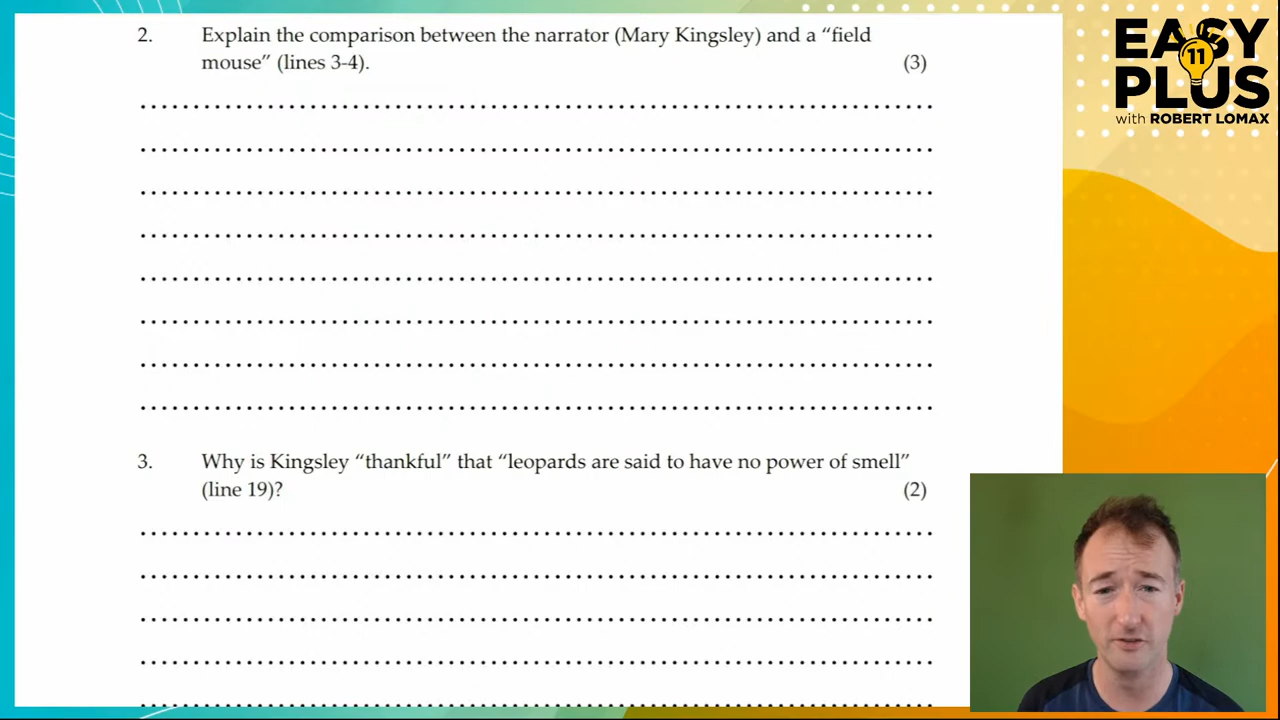 2. Explain the comparison between the narrator (Mary Kingsley) and a “field
mouse” (lines 3-4). (3)
3. Why is Kingsley “thankful” that “leopards are said to have no power of smell”
(line 19)? (2)
EASY
11
PLUS
with ROBERT LOMAX